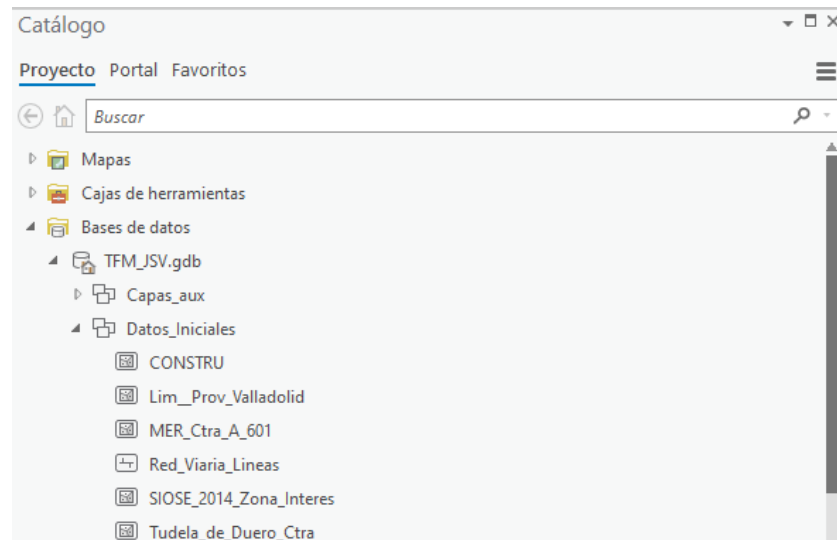 Catálogo
Proyecto Portal Favoritos
Buscar
Mapas
Cajas de herramientas
Bases de datos
TFM_JSV.gdb
Capas_aux
Datos_Iniciales
CONSTRU
Lim__Prov_Valladolid
MER_Ctra_A_601
Red_Viaria_Lineas
SIOSE_2014_Zona_Interes
Tudela_de_Duero_Ctra